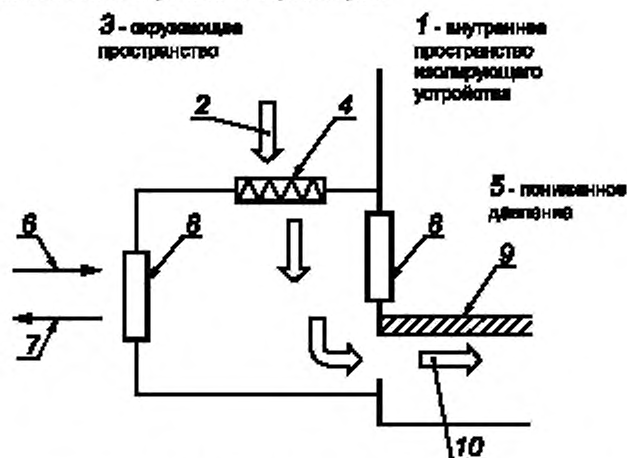 3 - окружающее
пространство
1 - внутреннее
пространство
изолирующего
устройства
2
4
5 - пониженное
давление
6
8
8
9
7
10